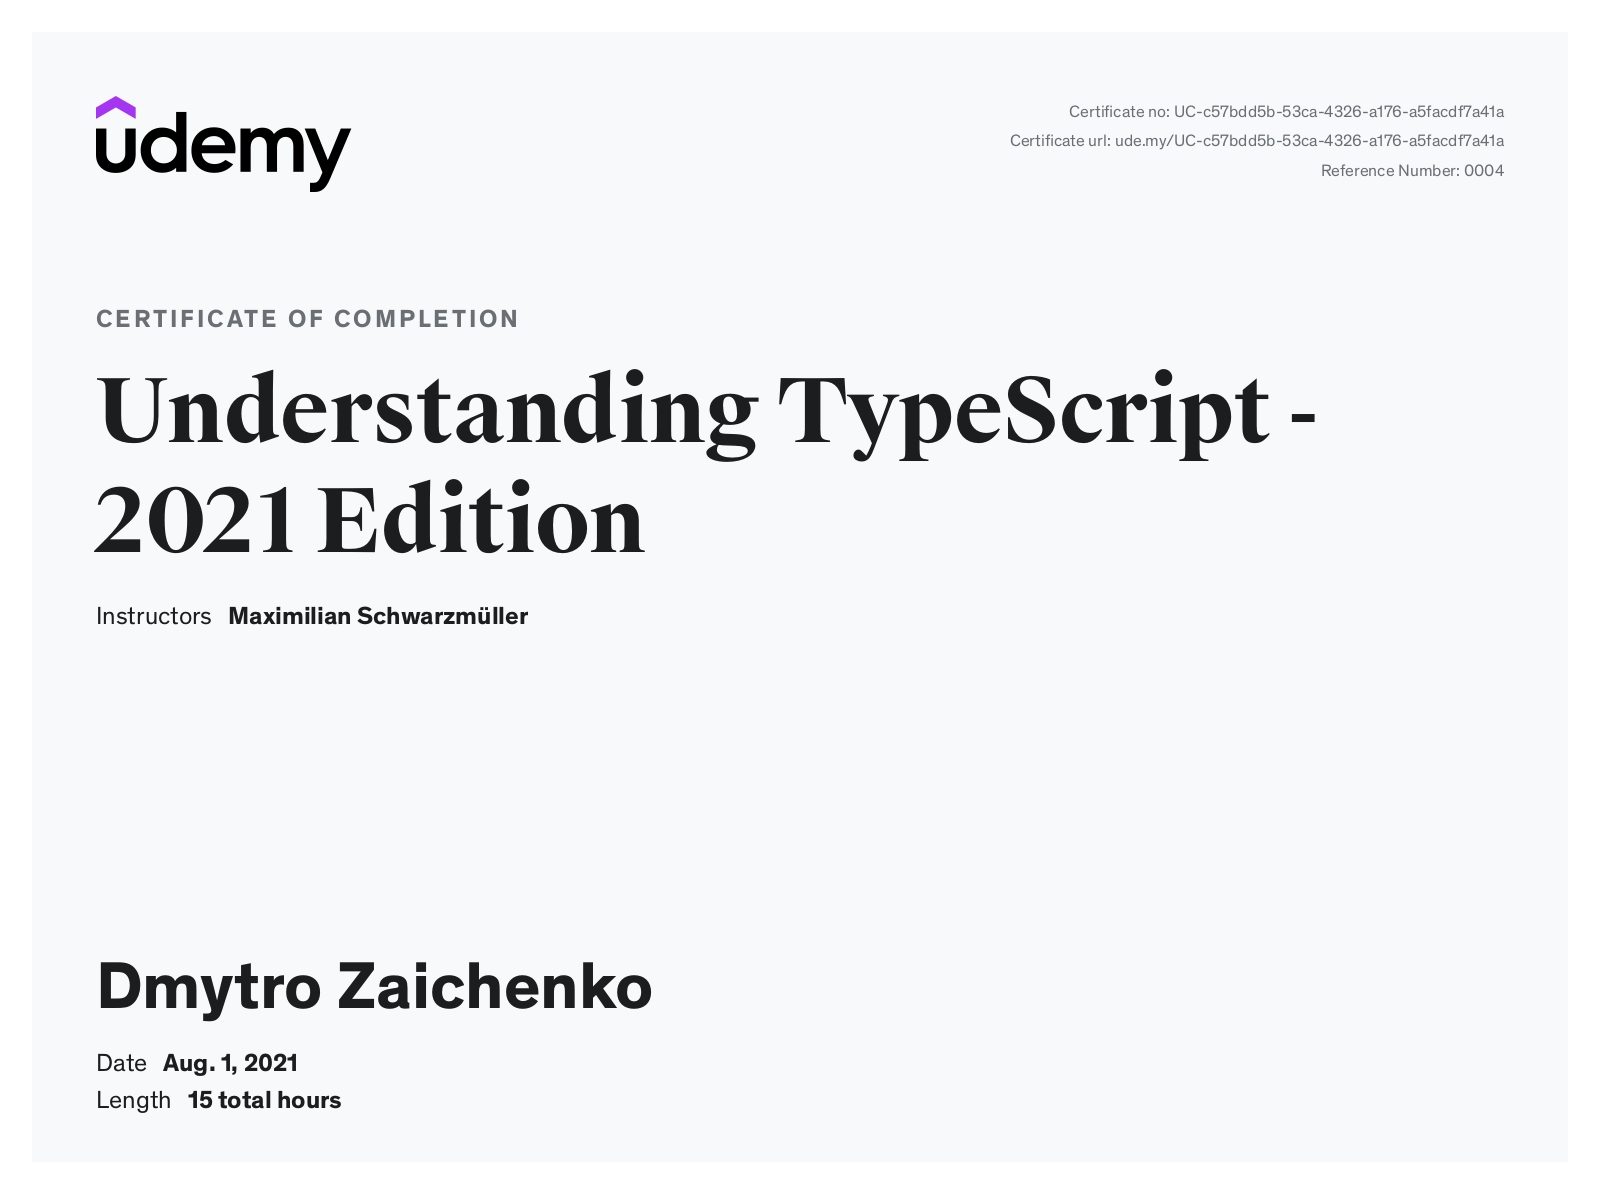 udemy
Certificate no: UC-c57bdd5b-53ca-4326-a176-a5facdf7a41a
Certificate url: ude.my/UC-c57bdd5b-53ca-4326-a176-a5facdf7a41a
Reference Number: 0004
CERTIFICATE OF COMPLETION
Understanding TypeScript -
2021 Edition
Instructors Maximilian Schwarzmüller
Dmytro Zaichenko
Date Aug. 1, 2021
Length 15 total hours